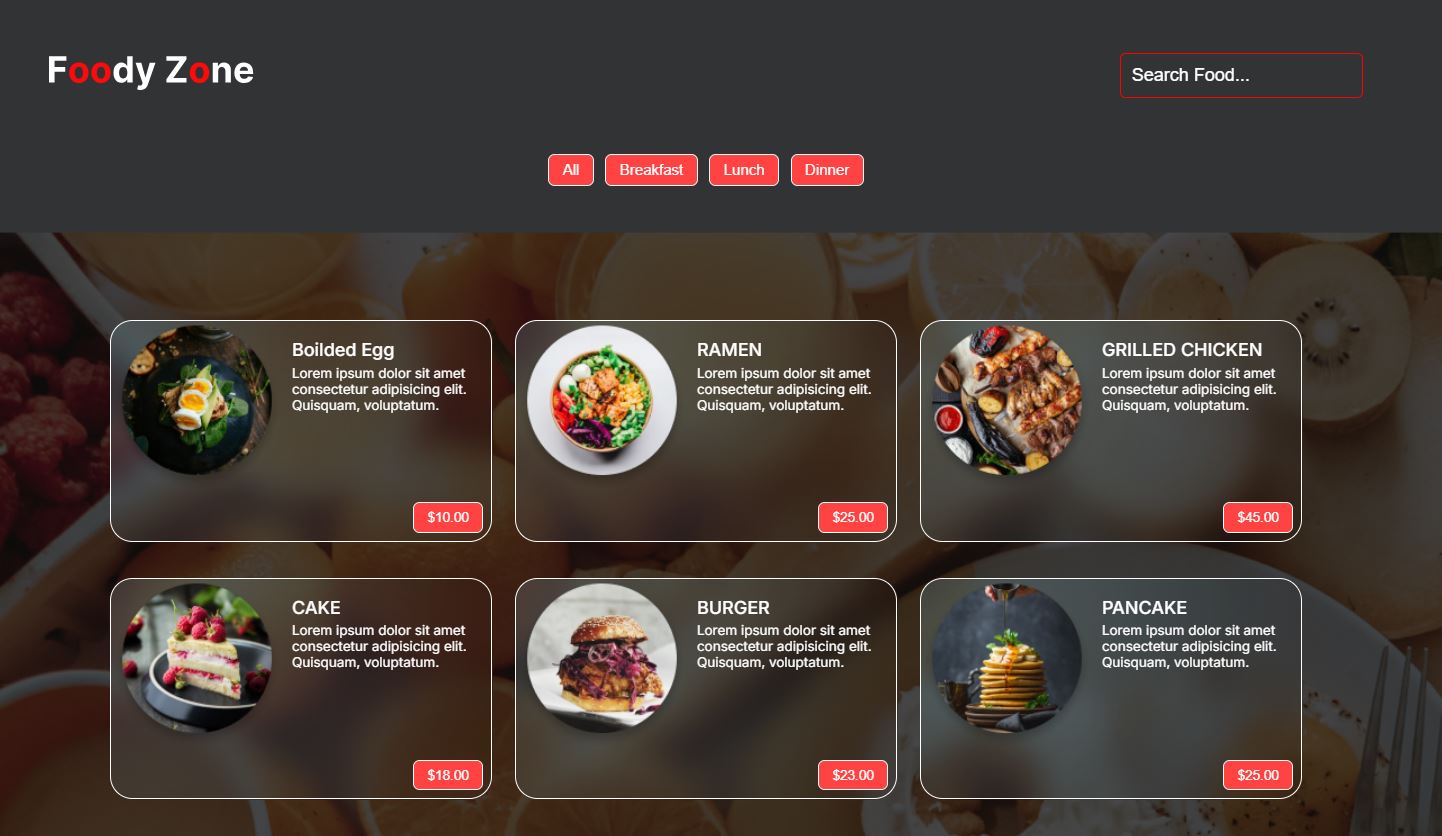 Foody Zone
Search Food...
All
Breakfast
Lunch
Dinner
Boilded Egg
Lorem ipsum dolor sit amet
consectetur adipisicing elit.
Quisquam, voluptatum.
$10.00
RAMEN
Lorem ipsum dolor sit amet
consectetur adipisicing elit.
Quisquam, voluptatum.
$25.00
GRILLED CHICKEN
Lorem ipsum dolor sit amet
consectetur adipisicing elit.
Quisquam, voluptatum.
$45.00
CAKE
Lorem ipsum dolor sit amet
consectetur adipisicing elit.
Quisquam, voluptatum.
$18.00
BURGER
Lorem ipsum dolor sit amet
consectetur adipisicing elit.
Quisquam, voluptatum.
$23.00
PANCAKE
Lorem ipsum dolor sit amet
consectetur adipisicing elit.
Quisquam, voluptatum.
$25.00